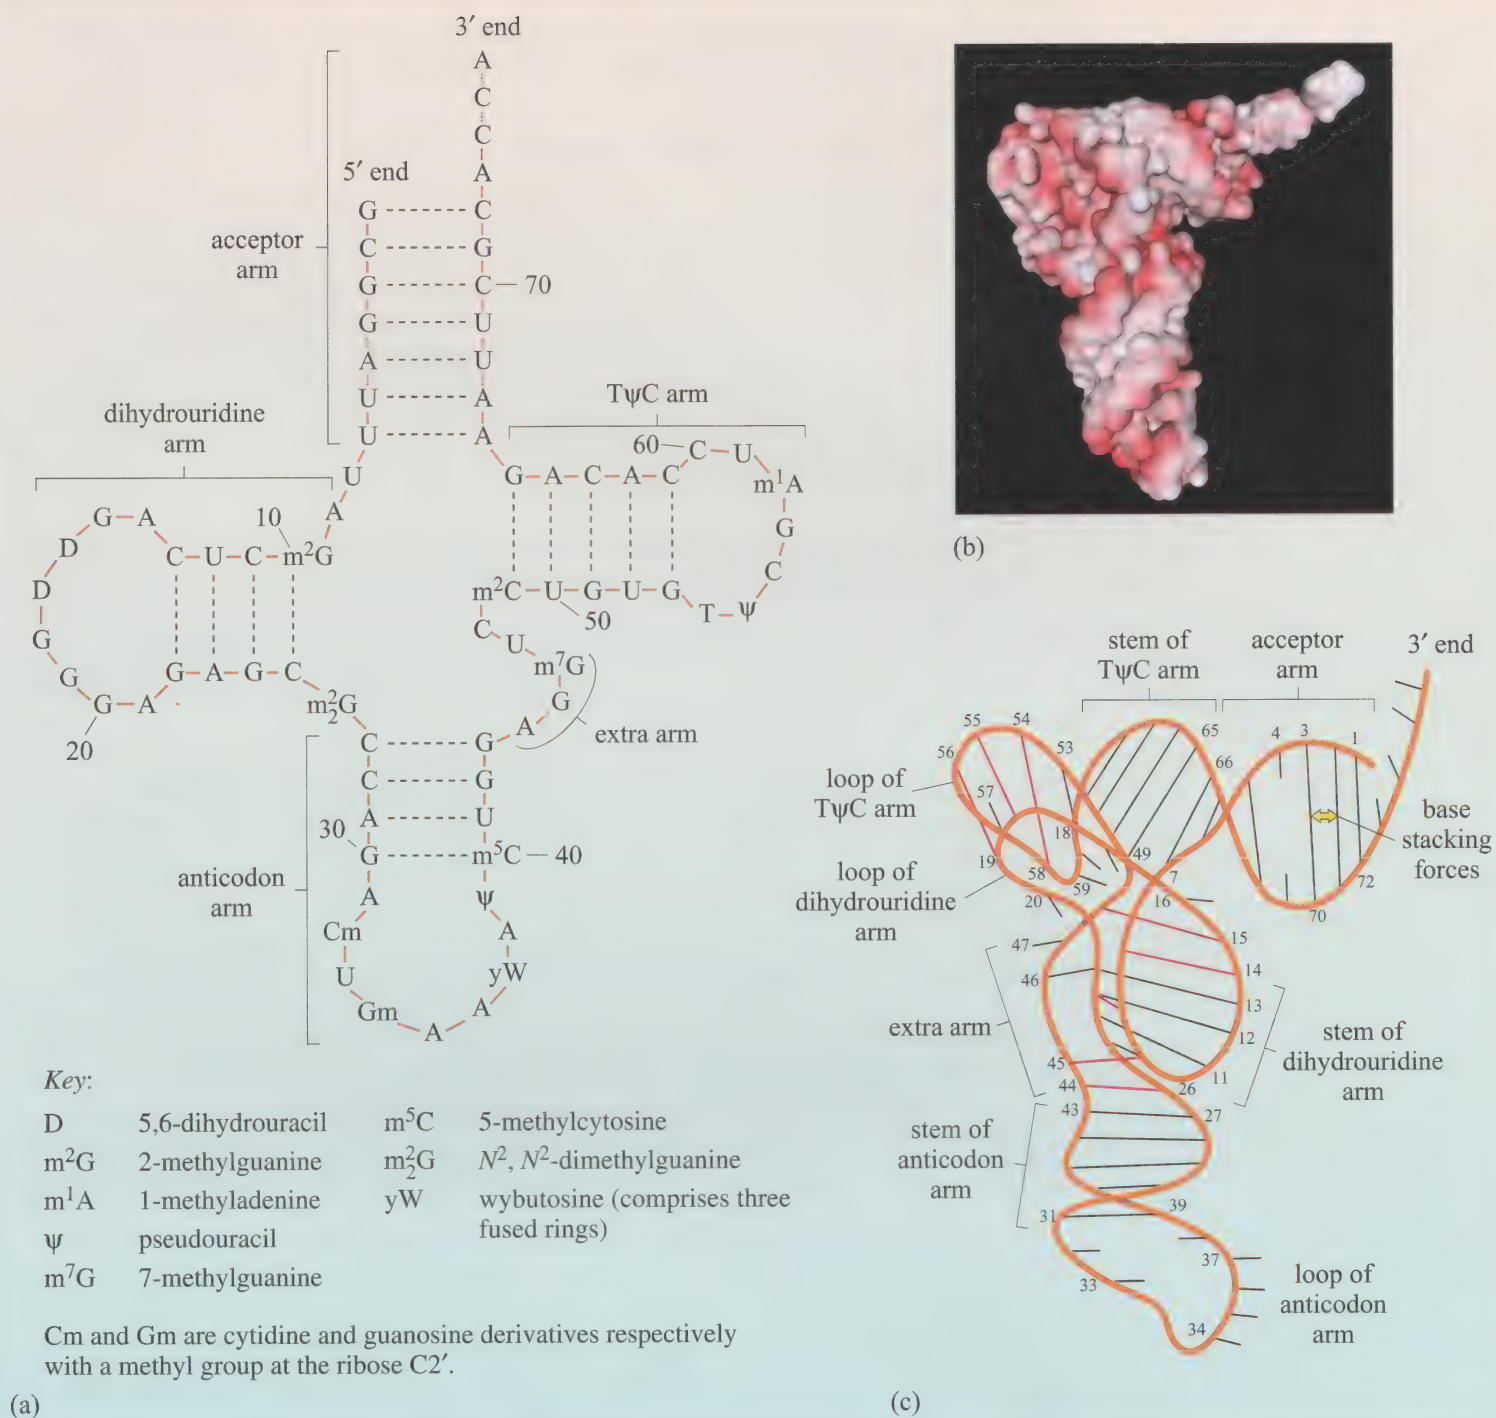 3′ end
A
C
C
A
5′ end
G C
C G
acceptor
arm
G C – 70
G U
A U
U A
U A
TψC arm
dihydrouridine
arm
U
A
60
G A C A C C U m¹A G C ψ T G U G U m²C
50
10
D D G A C U C m²G
G G G A G A G C
20
m²₂G
C U m⁷G G A
extra arm
C G
C G
A U
30 G m⁵C – 40
anticodon
arm
A ψ
Cm A
U yW
Gm A A
Key:
D 5,6-dihydrouracil m⁵C 5-methylcytosine
m²G 2-methylguanine m²₂G N², N²-dimethylguanine
m¹A 1-methyladenine yW wybutosine (comprises three
fused rings)
ψ pseudouracil
m⁷G 7-methylguanine
Cm and Gm are cytidine and guanosine derivatives respectively
with a methyl group at the ribose C2′.
(a)
(b)
stem of
TψC arm
acceptor
arm
3′ end
55 54 53 65 66 4 3 1
56
57
loop of
TψC arm
18
19
58
59
49
7
16
20
72
70
base
stacking
forces
loop of
dihydrouridine
arm
47
46
15
14
13
12
11
extra arm
45
44
43
26
27
stem of
dihydrouridine
arm
stem of
anticodon
arm
31
39
37
33
34
loop of
anticodon
arm
(c)